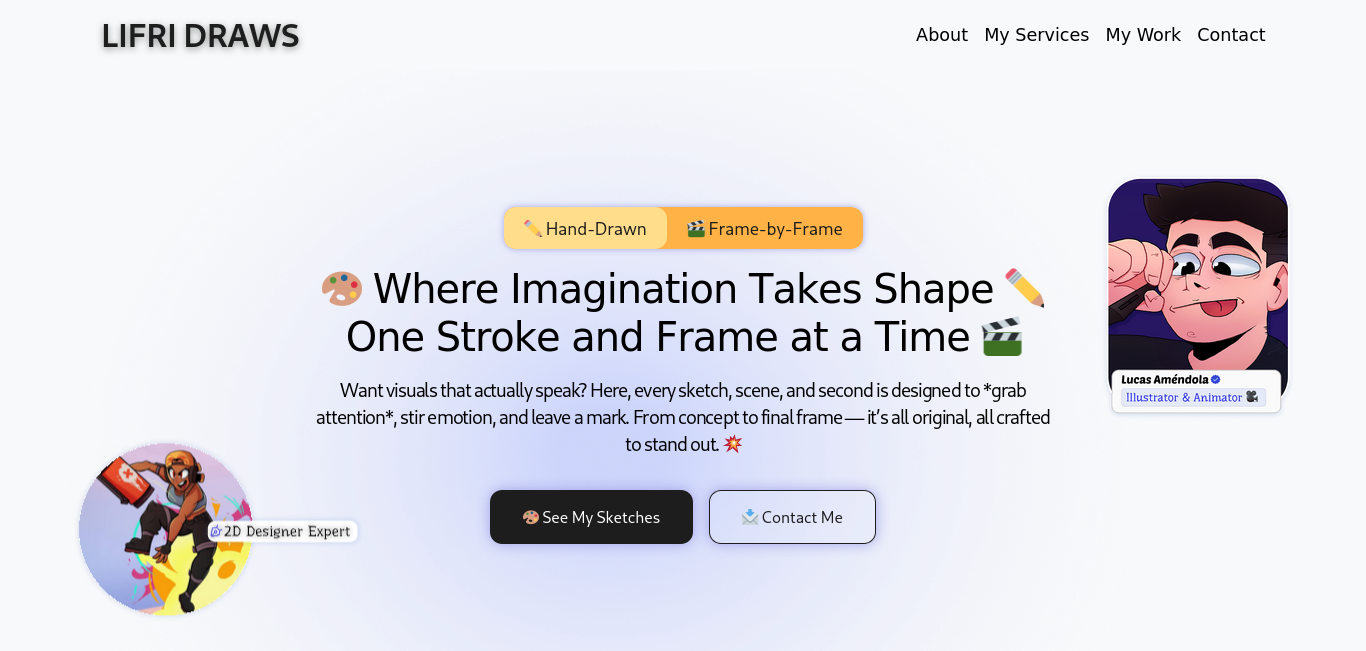 LIFRI DRAWS
About My Services My Work Contact
✏️ Hand-Drawn 🎬 Frame-by-Frame
🎨 Where Imagination Takes Shape ✏️
One Stroke and Frame at a Time 🎬
Want visuals that actually speak? Here, every sketch, scene, and second is designed to *grab
attention*, stir emotion, and leave a mark. From concept to final frame — it’s all original, all crafted
to stand out. 💥
🎨 See My Sketches 📩 Contact Me
Lucas Améndola
Illustrator & Animator 🎥
2D Designer Expert